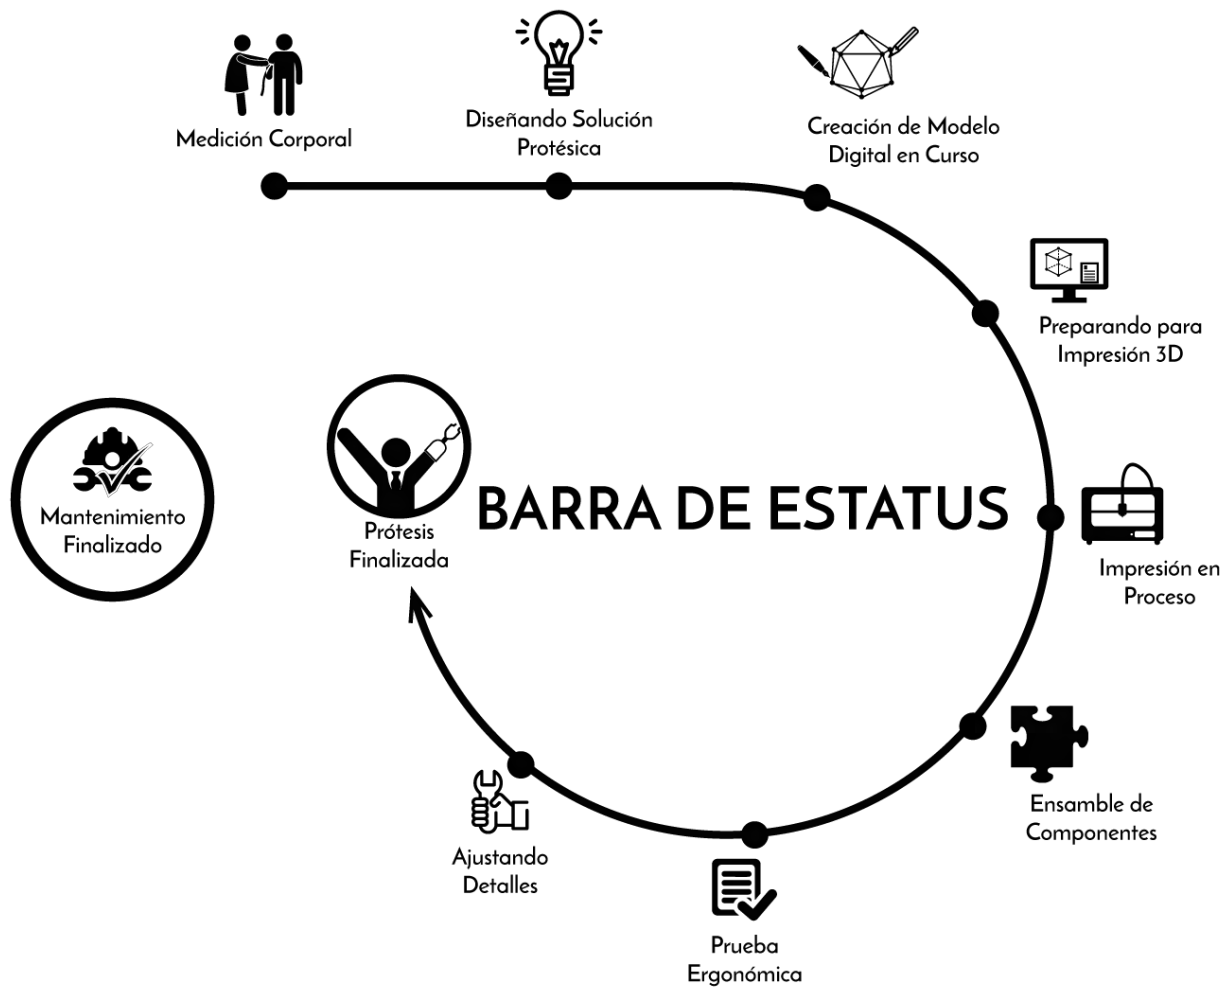 Medición Corporal
Diseñando Solución
Protésica
Creación de Modelo
Digital en Curso
Preparando para
Impresión 3D
Impresión en
Proceso
Ensamble de
Componentes
Prueba
Ergonómica
Ajustando
Detalles
Prótesis
Finalizada
BARRA DE ESTATUS
Mantenimiento
Finalizado